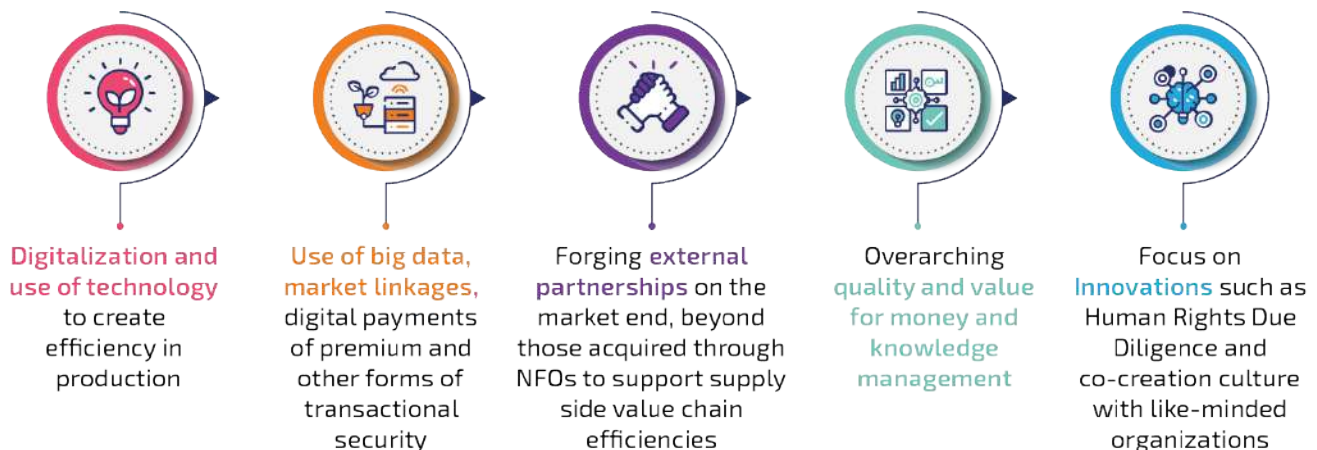 Digitalization and
use of technology
to create
efficiency in
production
Use of big data,
market linkages,
digital payments
of premium and
other forms of
transactional
security
Forging external
partnerships on the
market end, beyond
those acquired through
NFOs to support supply
side value chain
efficiencies
Overarching
quality and value
for money and
knowledge
management
Focus on
Innovations such as
Human Rights Due
Diligence and
co-creation culture
with like-minded
organizations